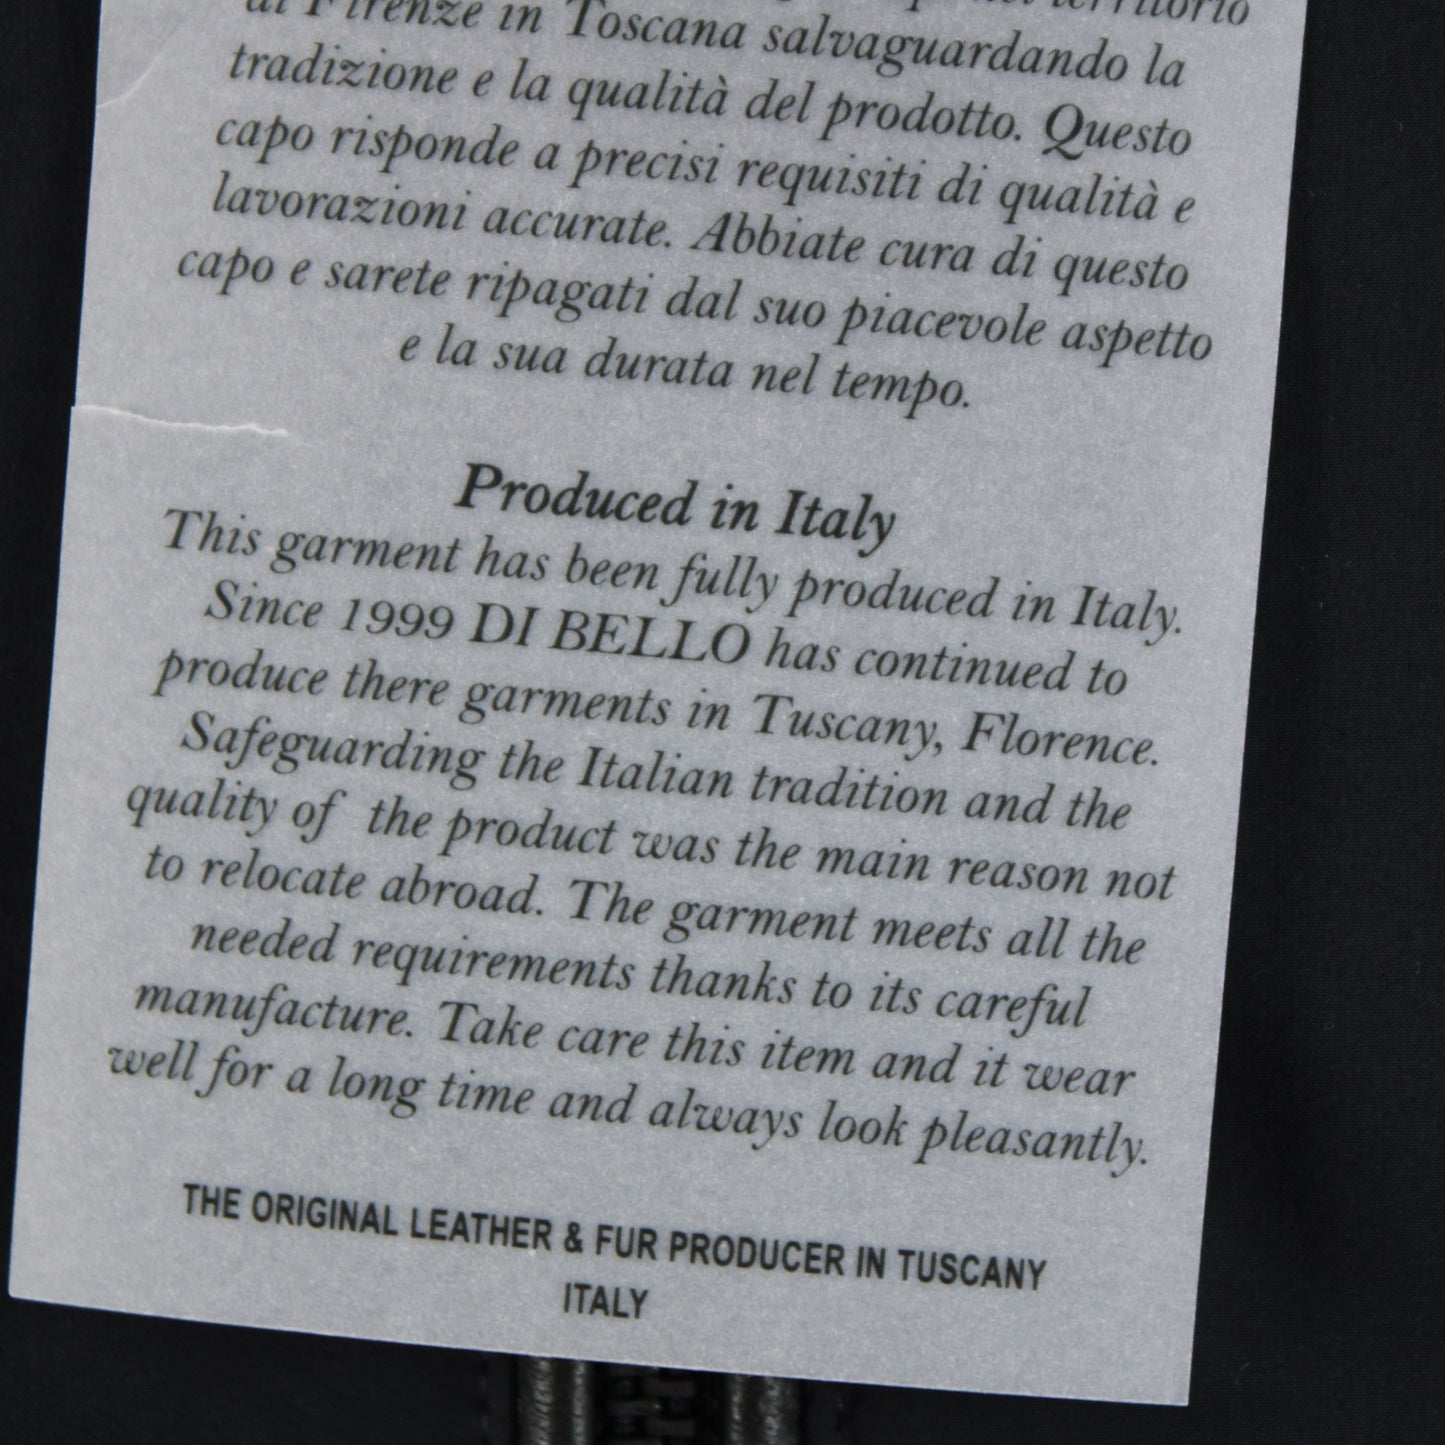 di Firenze in Toscana salvaguardando la
tradizione e la qualità del prodotto. Questo
capo risponde a precisi requisiti di qualità e
lavorazioni accurate. Abbiate cura di questo
capo e sarete ripagati dal suo piacevole aspetto
e la sua durata nel tempo.
Produced in Italy
This garment has been fully produced in Italy.
Since 1999 DI BELLO has continued to
produce there garments in Tuscany, Florence.
Safeguarding the Italian tradition and the
quality of the product was the main reason not
to relocate abroad. The garment meets all the
needed requirements thanks to its careful
manufacture. Take care this item and it wear
well for a long time and always look pleasantly.
THE ORIGINAL LEATHER & FUR PRODUCER IN TUSCANY
ITALY